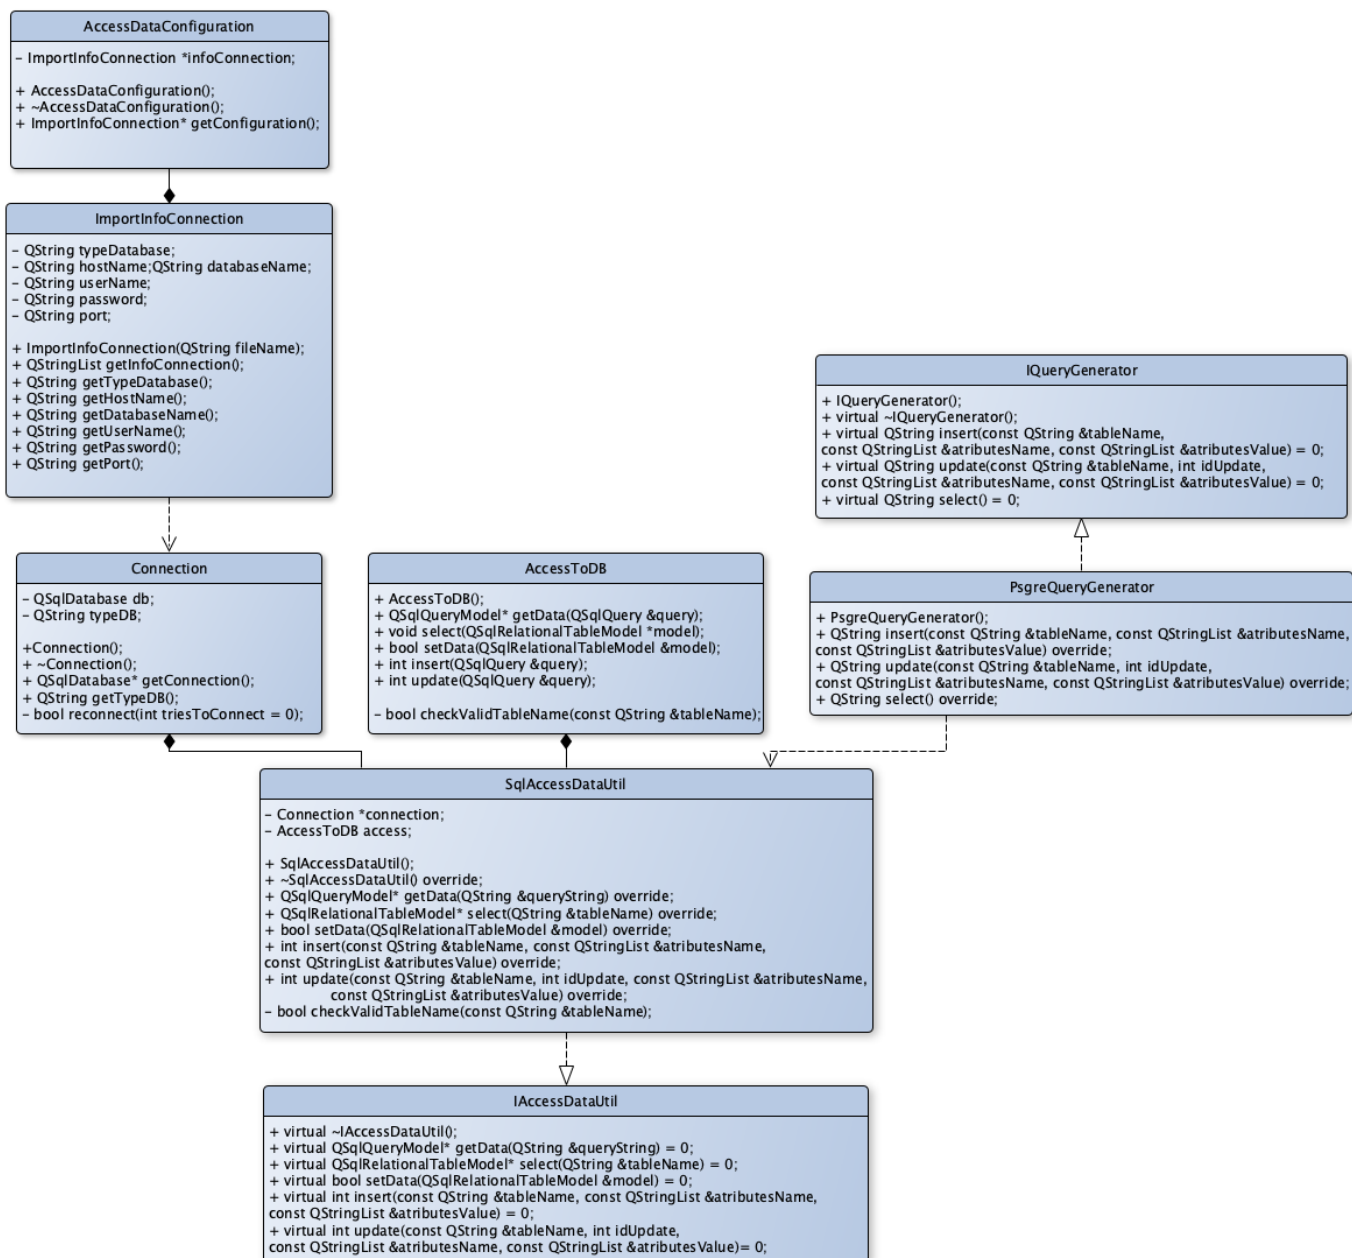 AccessDataConfiguration
- ImportInfoConnection *infoConnection;
+ AccessDataConfiguration();
+ ~AccessDataConfiguration();
+ ImportInfoConnection* getConfiguration();
ImportInfoConnection
- QString typeDatabase;
- QString hostName;QString databaseName;
- QString userName;
- QString password;
- QString port;
+ ImportInfoConnection(QString fileName);
+ QStringList getInfoConnection();
+ QString getTypeDatabase();
+ QString getHostName();
+ QString getDatabaseName();
+ QString getUserName();
+ QString getPassword();
+ QString getPort();
IQueryGenerator
+ IQueryGenerator();
+ virtual ~IQueryGenerator();
+ virtual QString insert(const QString &tableName,
const QStringList &atributesName, const QStringList &atributesValue) = 0;
+ virtual QString update(const QString &tableName, int idUpdate,
const QStringList &atributesName, const QStringList &atributesValue) = 0;
+ virtual QString select() = 0;
Connection
- QSqlDatabase db;
- QString typeDB;
+Connection();
+ ~Connection();
+ QSqlDatabase* getConnection();
+ QString getTypeDB();
- bool reconnect(int triesToConnect = 0);
AccessToDB
+ AccessToDB();
+ QSqlQueryModel* getData(QSqlQuery &query);
+ void select(QSqlRelationalTableModel *model);
+ bool setData(QSqlRelationalTableModel &model);
+ int insert(QSqlQuery &query);
+ int update(QSqlQuery &query);
- bool checkValidTableName(const QString &tableName);
PsgreQueryGenerator
+ PsgreQueryGenerator();
+ QString insert(const QString &tableName, const QStringList &atributesName,
const QStringList &atributesValue) override;
+ QString update(const QString &tableName, int idUpdate,
const QStringList &atributesName, const QStringList &atributesValue) override;
+ QString select() override;
SqlAccessDataUtil
- Connection *connection;
- AccessToDB access;
+ SqlAccessDataUtil();
+ ~SqlAccessDataUtil() override;
+ QSqlQueryModel* getData(QString &queryString) override;
+ QSqlRelationalTableModel* select(QString &tableName) override;
+ bool setData(QSqlRelationalTableModel &model) override;
+ int insert(const QString &tableName, const QStringList &atributesName,
const QStringList &atributesValue) override;
+ int update(const QString &tableName, int idUpdate, const QStringList &atributesName,
const QStringList &atributesValue) override;
- bool checkValidTableName(const QString &tableName);
IAccessDataUtil
+ virtual ~IAccessDataUtil();
+ virtual QSqlQueryModel* getData(QString &queryString) = 0;
+ virtual QSqlRelationalTableModel* select(QString &tableName) = 0;
+ virtual bool setData(QSqlRelationalTableModel &model) = 0;
+ virtual int insert(const QString &tableName, const QStringList &atributesName,
const QStringList &atributesValue) = 0;
+ virtual int update(const QString &tableName, int idUpdate,
const QStringList &atributesName, const QStringList &atributesValue)= 0;